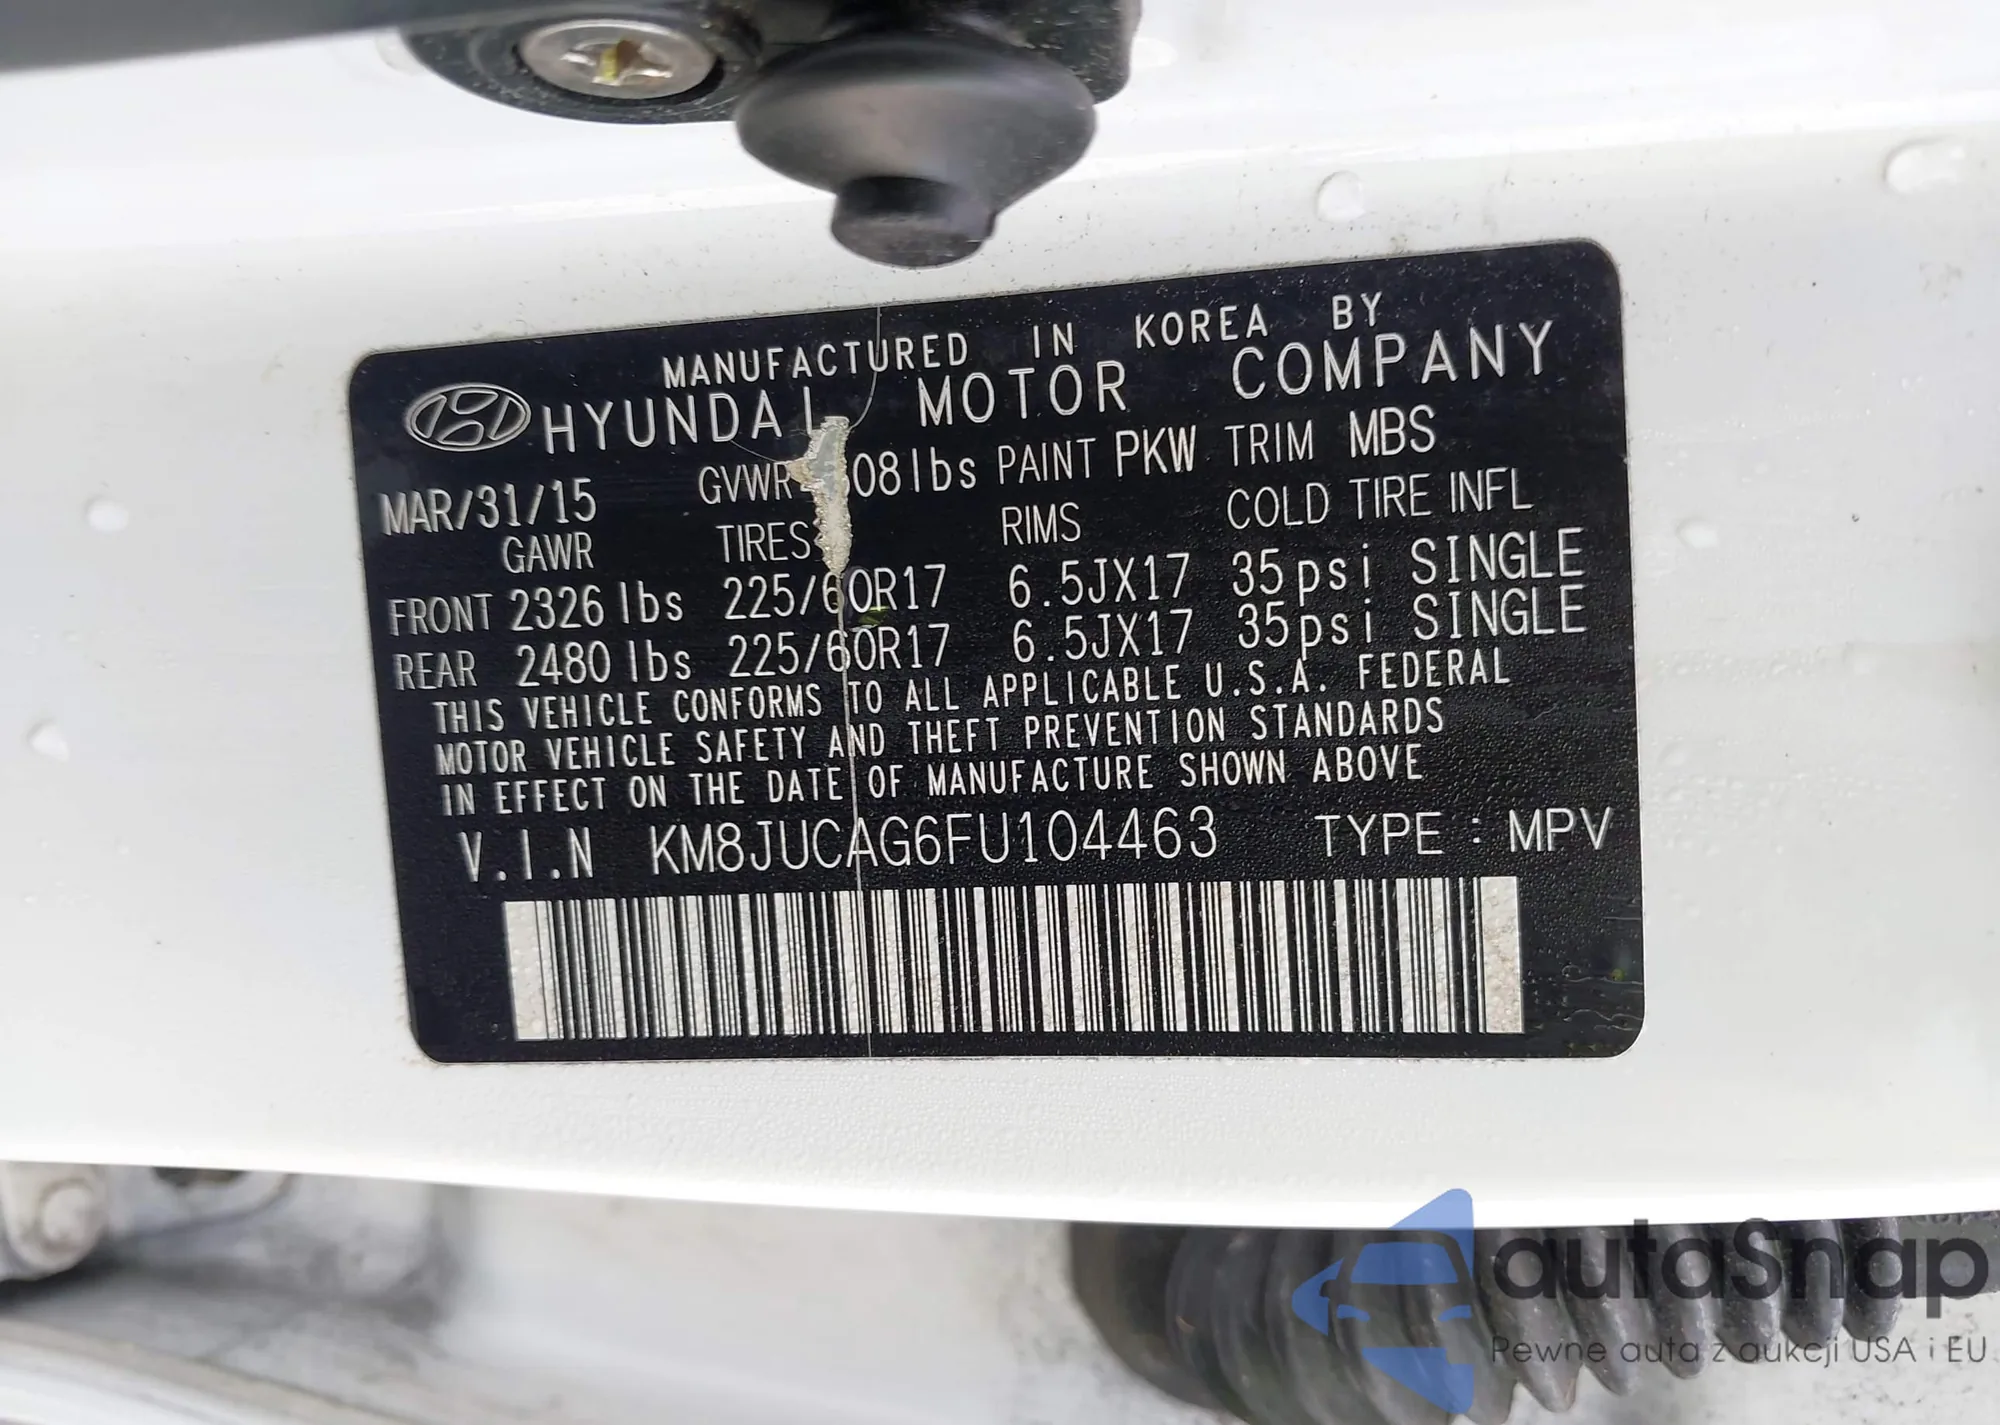 MANUFACTURED IN KOREA BY
HYUNDAI MOTOR COMPANY
MAR/31/15 GVWR 08lbs PAINT PKW TRIM MBS
GAWR TIRES RIMS COLD TIRE INFL
FRONT 2326 lbs 225/60R17 6.5JX17 35psi SINGLE
REAR 2480 lbs 225/60R17 6.5JX17 35psi SINGLE
THIS VEHICLE CONFORMS TO ALL APPLICABLE U.S.A. FEDERAL
MOTOR VEHICLE SAFETY AND THEFT PREVENTION STANDARDS
IN EFFECT ON THE DATE OF MANUFACTURE SHOWN ABOVE
V.I.N KM8JUCAG6FU104463 TYPE : MPV
autaSnap
Pewne auta z aukcji USA i EU